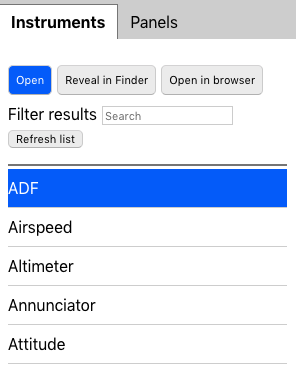 Instruments Panels
Open Reveal in Finder Open in browser
Filter results Search
Refresh list
ADF
Airspeed
Altimeter
Annunciator
Attitude